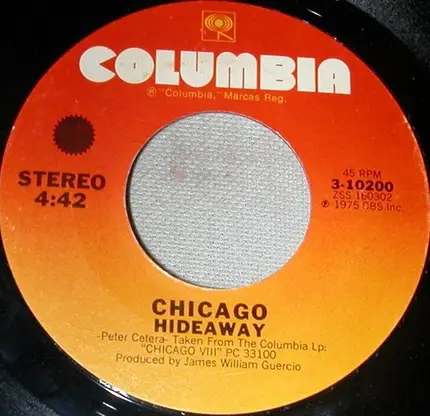 COLUMBIA
® "Columbia," Marcas Reg.
STEREO
4:42
45 RPM
3-10200
ZSS 160302
℗ 1975 CBS Inc.
CHICAGO
HIDEAWAY
-Peter Cetera- Taken From The Columbia Lp:
"CHICAGO VIII" PC 33100
Produced by James William Guercio